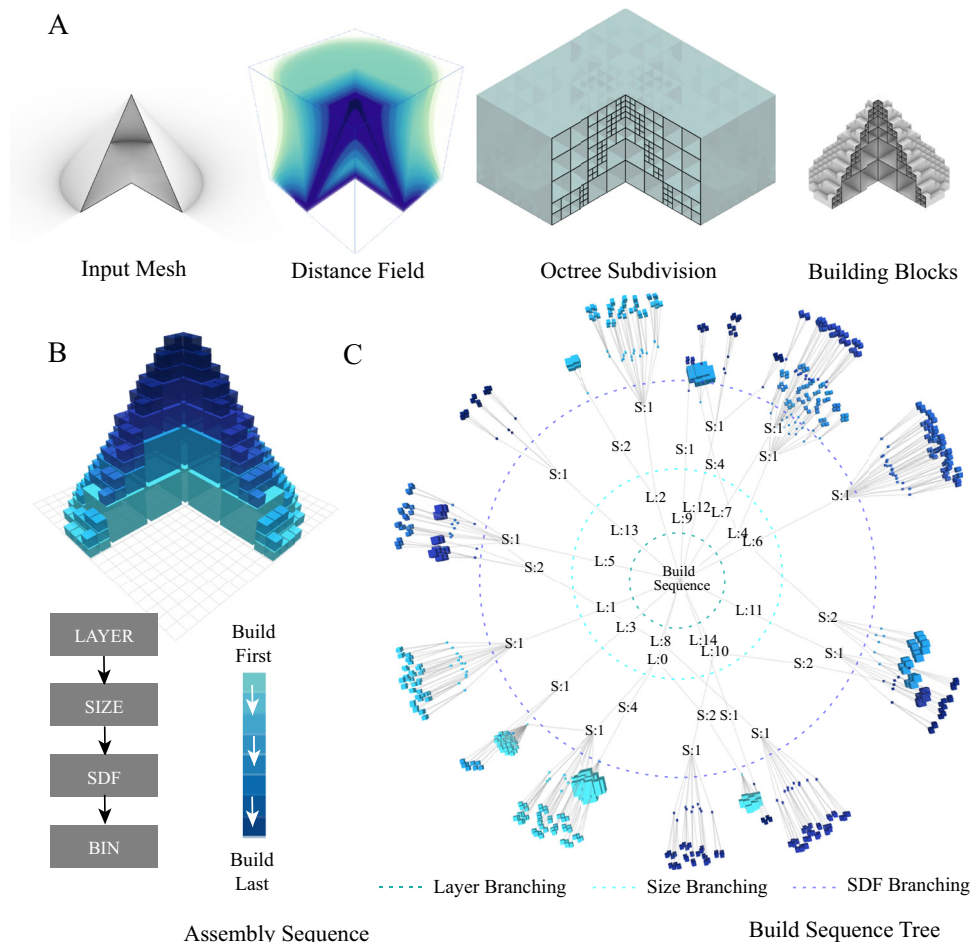 A
Input Mesh
Distance Field
Octree Subdivision
Building Blocks
B
LAYER
SIZE
SDF
BIN
Build
First
Build
Last
Assembly Sequence
C
S:1
S:2
S:1
S:1
S:1
S:4
S:1
S:1
S:1
L:2
L:12
L:9
L:7
L:13
L:4
L:6
S:1
S:2
L:5
Build
Sequence
L:1
L:11
L:3
L:8
L:14
L:0
L:10
S:2
S:1
S:2
S:1
S:1
S:4
S:2
S:1
S:1
S:1
S:1
Layer Branching
Size Branching
SDF Branching
Build Sequence Tree